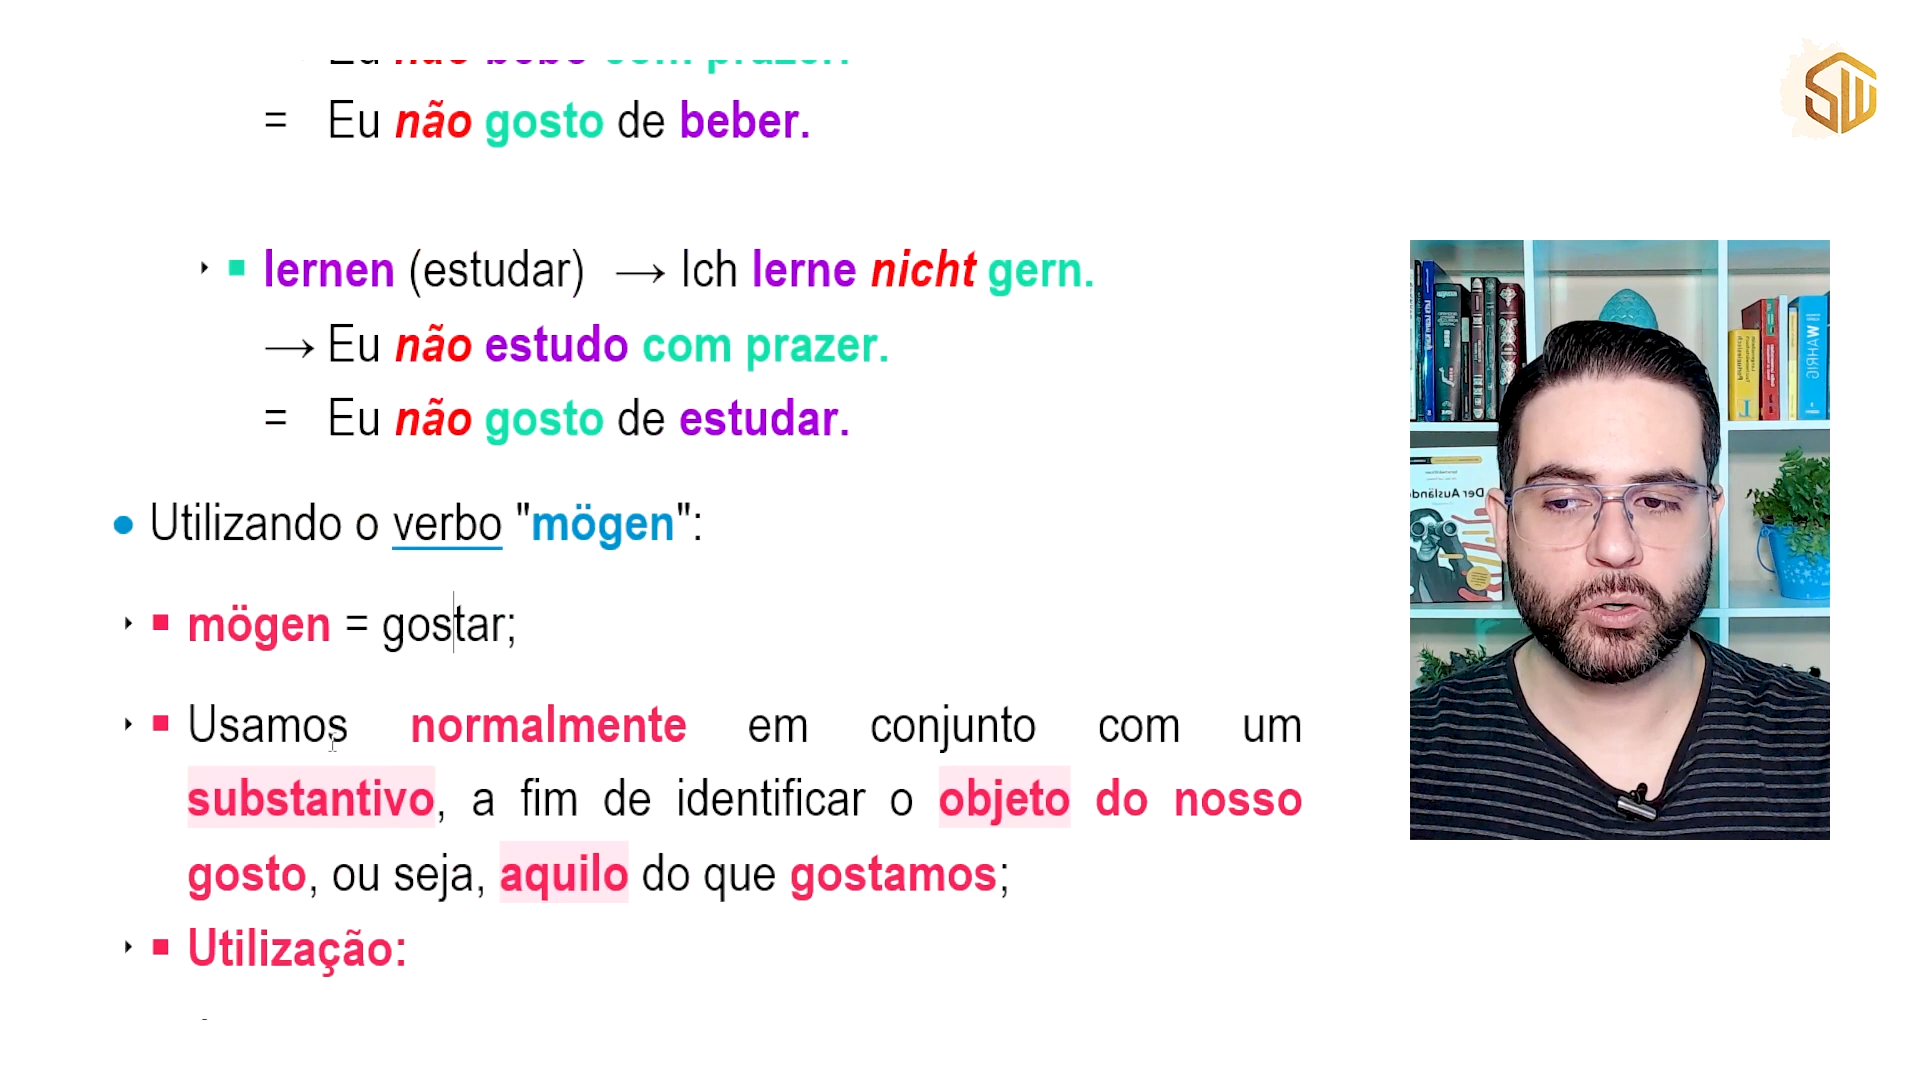 = Eu não gosto de beber.
lernen (estudar) → Ich lerne nicht gern.
→ Eu não estudo com prazer.
= Eu não gosto de estudar.
Utilizando o verbo "mögen":
mögen = gostar;
Usamos normalmente em conjunto com um
substantivo, a fim de identificar o objeto do nosso
gosto, ou seja, aquilo do que gostamos;
Utilização:
WAHRIG